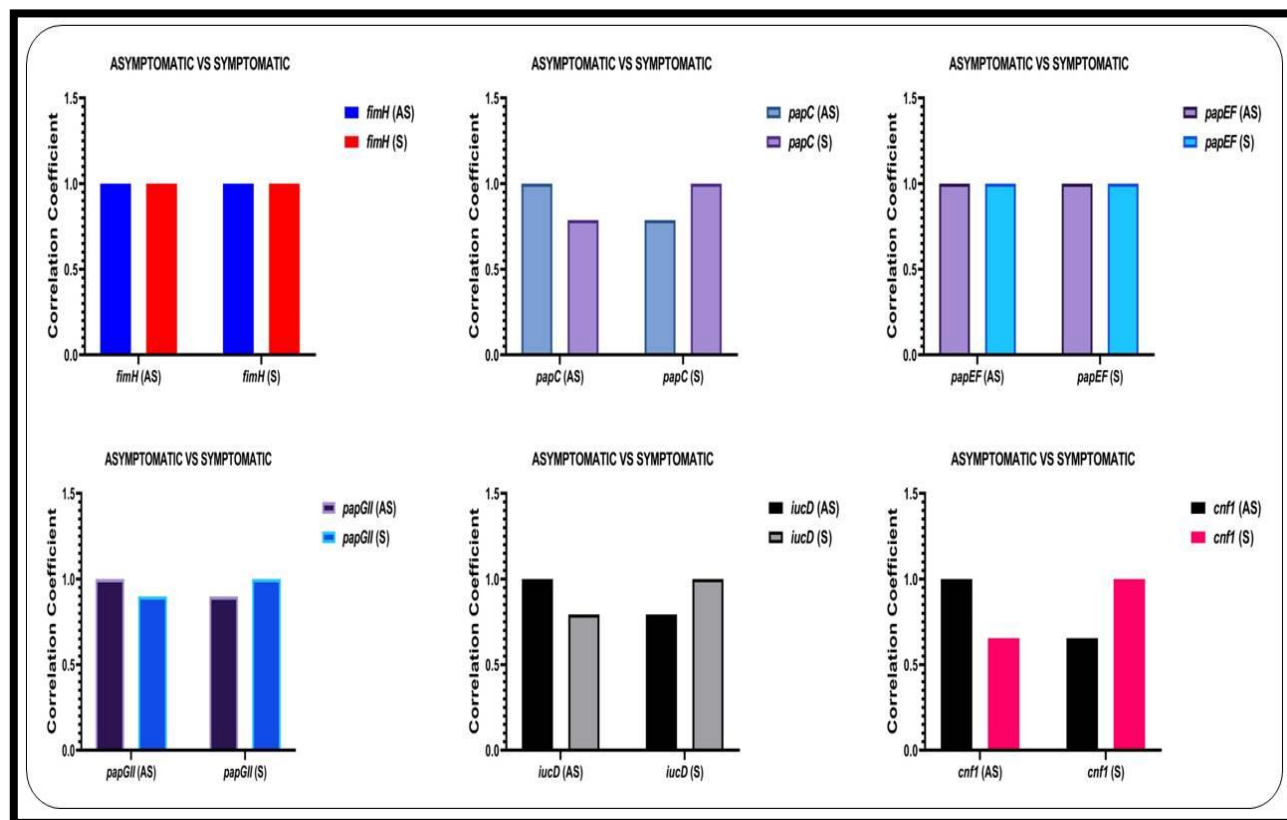 ASYMPTOMATIC VS SYMPTOMATIC
Correlation Coefficient
1.5
1.0
0.5
0.0
fimH (AS)
fimH (S)
fimH (AS)
fimH (S)
ASYMPTOMATIC VS SYMPTOMATIC
Correlation Coefficient
1.5
1.0
0.5
0.0
papC (AS)
papC (S)
papC (AS)
papC (S)
ASYMPTOMATIC VS SYMPTOMATIC
Correlation Coefficient
1.5
1.0
0.5
0.0
papEF (AS)
papEF (S)
papEF (AS)
papEF (S)
ASYMPTOMATIC VS SYMPTOMATIC
Correlation Coefficient
1.5
1.0
0.5
0.0
papGII (AS)
papGII (S)
papGII (AS)
papGII (S)
ASYMPTOMATIC VS SYMPTOMATIC
Correlation Coefficient
1.5
1.0
0.5
0.0
iucD (AS)
iucD (S)
iucD (AS)
iucD (S)
ASYMPTOMATIC VS SYMPTOMATIC
Correlation Coefficient
1.5
1.0
0.5
0.0
cnf1 (AS)
cnf1 (S)
cnf1 (AS)
cnf1 (S)